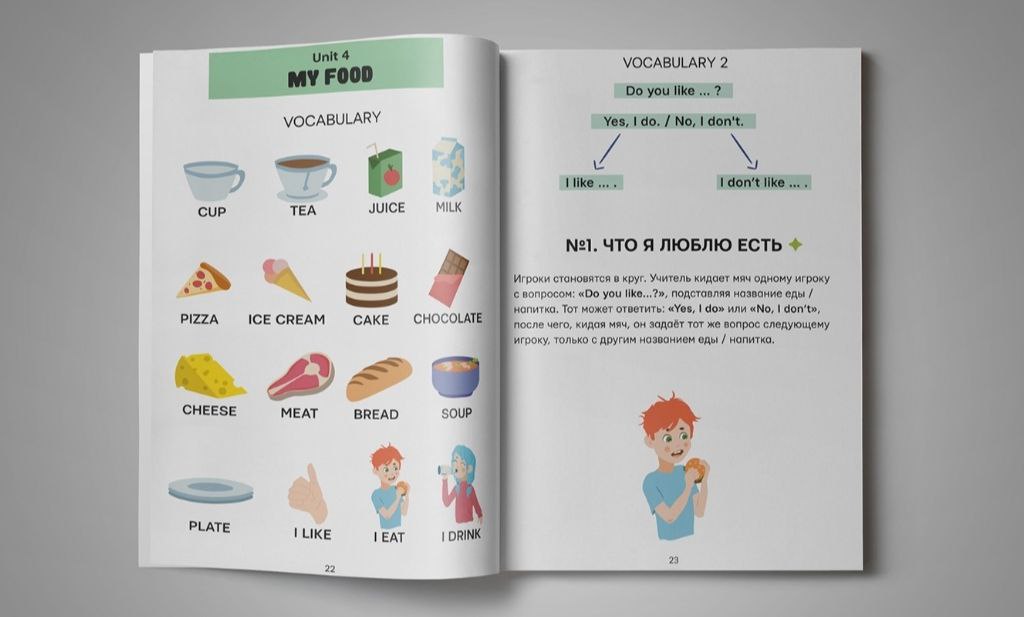 Unit 4
MY FOOD
VOCABULARY
CUP TEA JUICE MILK
PIZZA ICE CREAM CAKE CHOCOLATE
CHEESE MEAT BREAD SOUP
PLATE I LIKE I EAT I DRINK
22
VOCABULARY 2
Do you like ... ?
Yes, I do. / No, I don't.
I like ... . I don't like ... .
№1. ЧТО Я ЛЮБЛЮ ЕСТЬ
Игроки становятся в круг. Учитель кидает мяч одному игроку
с вопросом: «Do you like...?», подставляя название еды /
напитка. Тот может ответить: «Yes, I do» или «No, I don't»,
после чего, кидая мяч, он задаёт тот же вопрос следующему
игроку, только с другим названием еды / напитка.
23